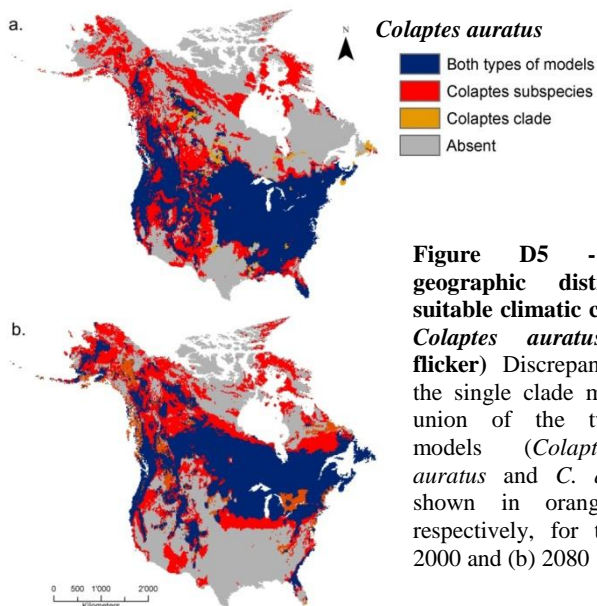 a.
N
Colaptes auratus
Both types of models
Colaptes subspecies
Colaptes clade
Absent
Figure D5 -
geographic dist
suitable climatic c
Colaptes auratus
flicker) Discrepan
the single clade m
union of the t
models (Colapt
auratus and C. a
shown in orang
respectively, for t
2000 and (b) 2080
b.
0 500 1'000 2'000
Kilometers